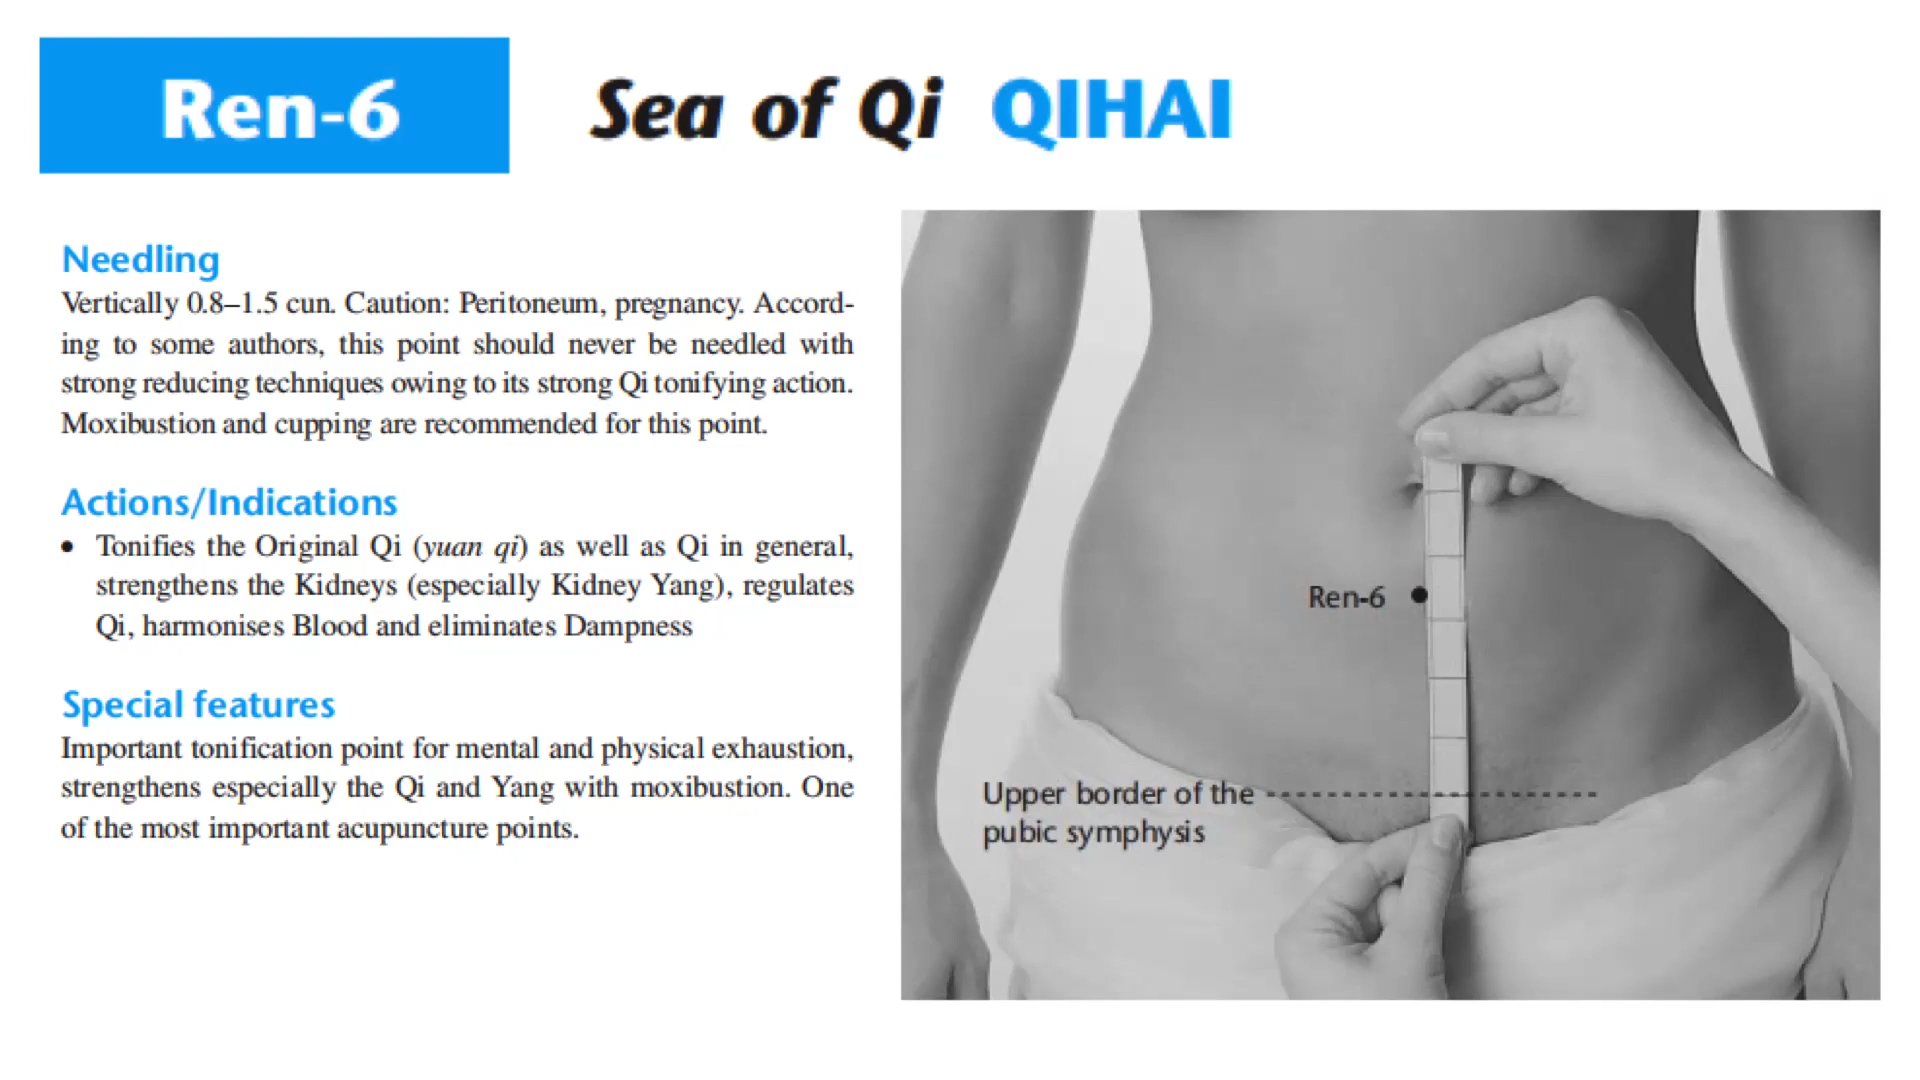 Ren-6
Sea of Qi QIHAI
Needling
Vertically 0.8–1.5 cun. Caution: Peritoneum, pregnancy. Accord-
ing to some authors, this point should never be needled with
strong reducing techniques owing to its strong Qi tonifying action.
Moxibustion and cupping are recommended for this point.
Actions/Indications
• Tonifies the Original Qi (yuan qi) as well as Qi in general,
strengthens the Kidneys (especially Kidney Yang), regulates
Qi, harmonises Blood and eliminates Dampness
Special features
Important tonification point for mental and physical exhaustion,
strengthens especially the Qi and Yang with moxibustion. One
of the most important acupuncture points.
Ren-6
Upper border of the
pubic symphysis